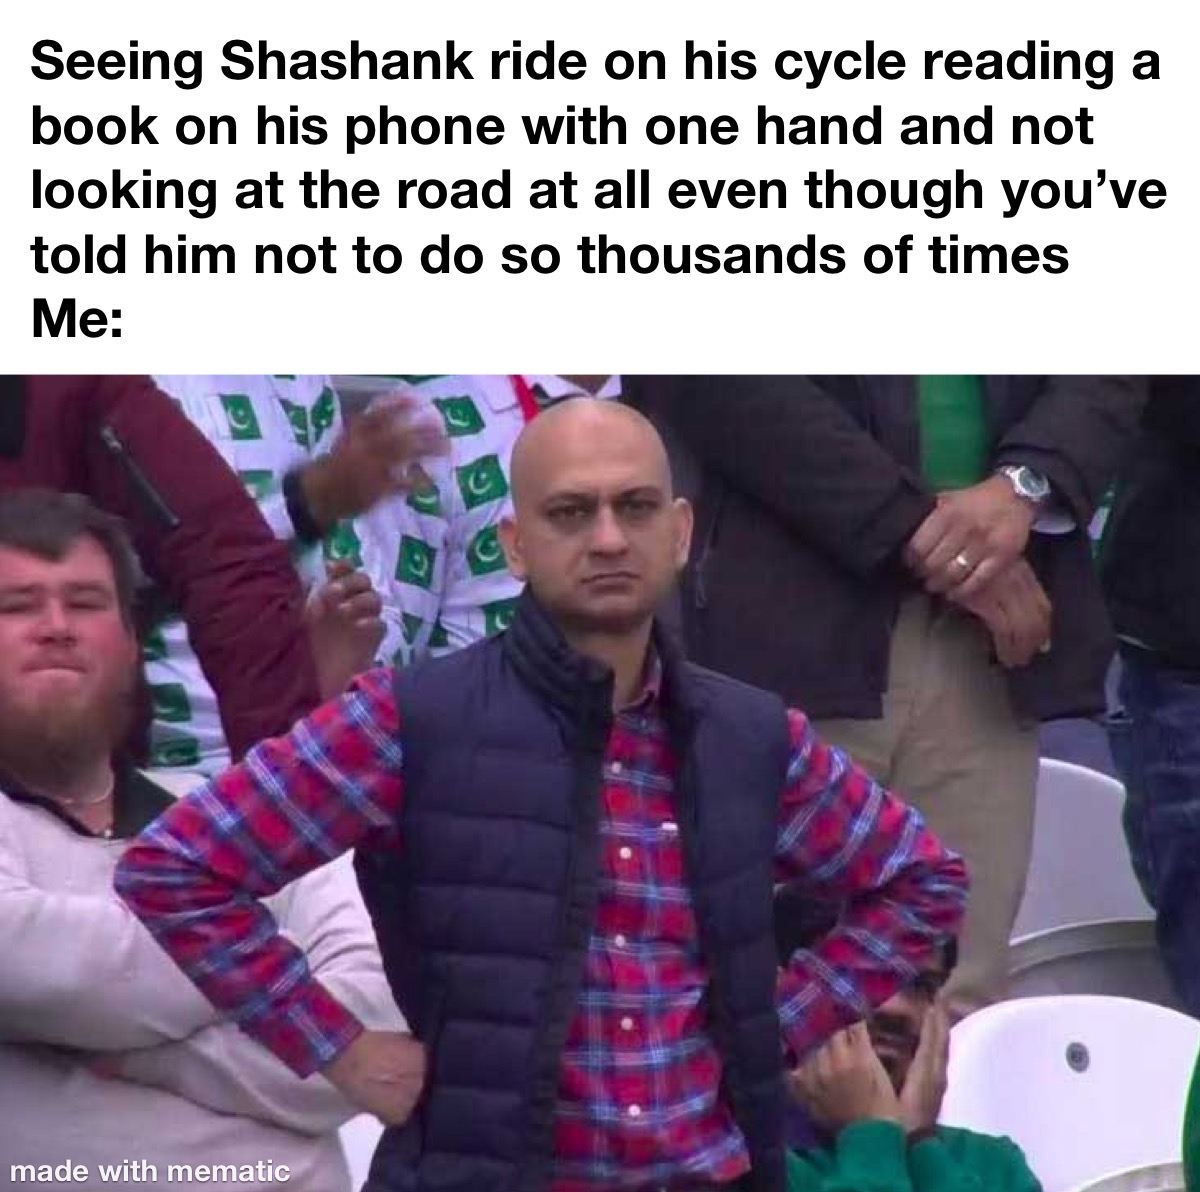 Seeing Shashank ride on his cycle reading a
book on his phone with one hand and not
looking at the road at all even though you’ve
told him not to do so thousands of times
Me:
made with mematic